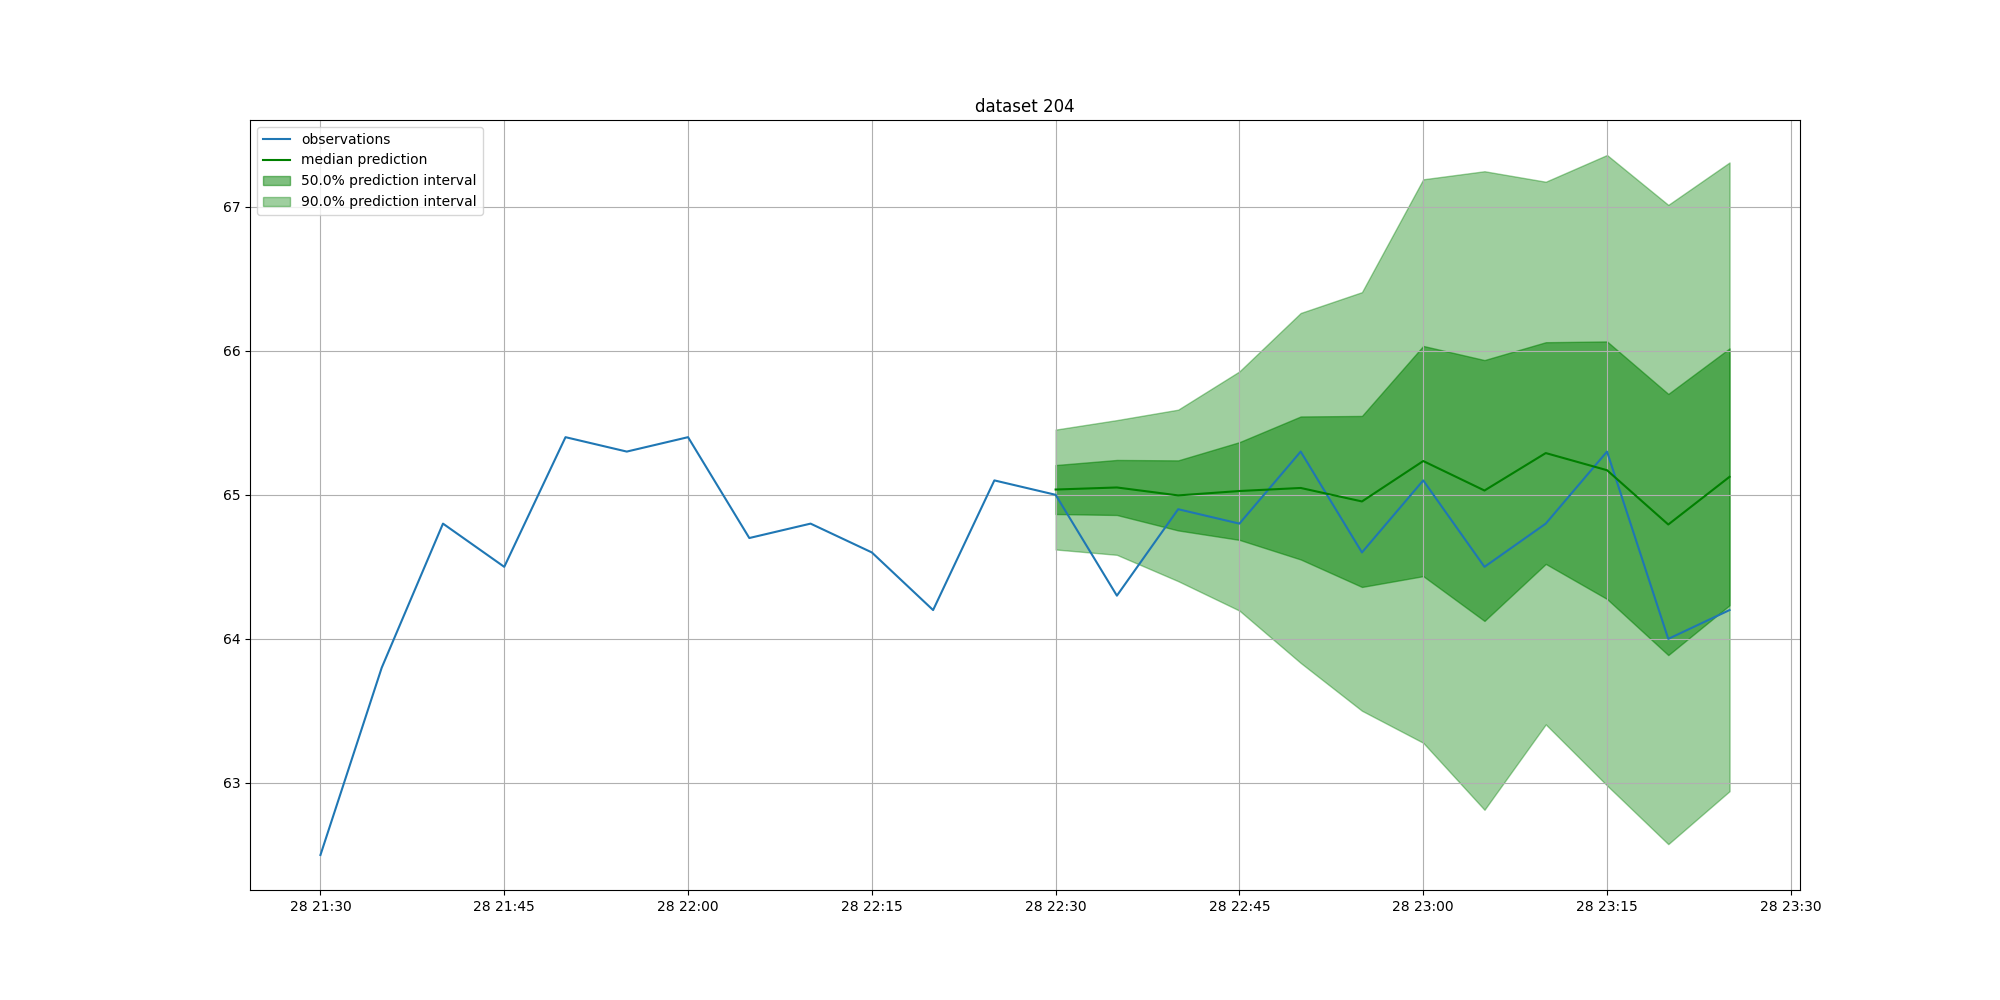 dataset 204
observations
median prediction
50.0% prediction interval
90.0% prediction interval
67
66
65
64
63
28 21:30
28 21:45
28 22:00
28 22:15
28 22:30
28 22:45
28 23:00
28 23:15
28 23:30